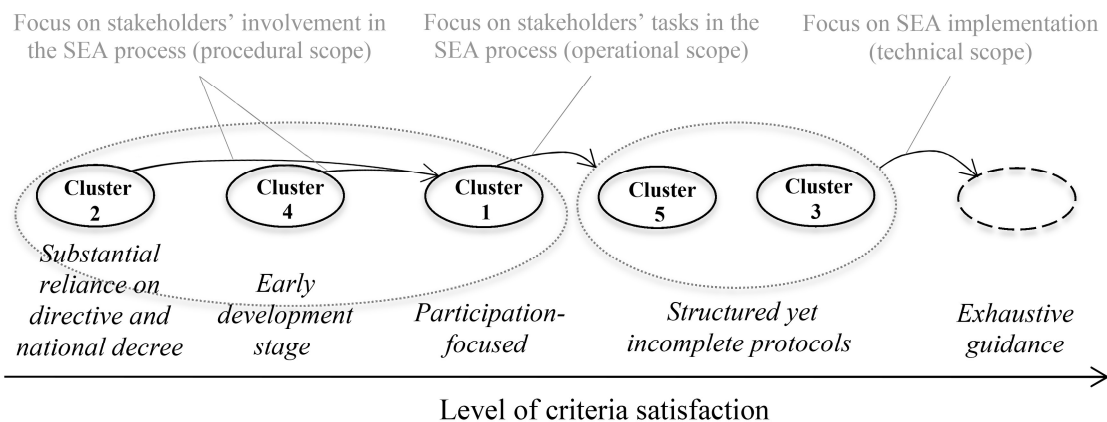 Focus on stakeholders’ involvement in
the SEA process (procedural scope)
Focus on stakeholders’ tasks in the
SEA process (operational scope)
Focus on SEA implementation
(technical scope)
Cluster
2
Cluster
4
Cluster
1
Cluster
5
Cluster
3
Substantial
reliance on
directive and
national decree
Early
development
stage
Participation-
focused
Structured yet
incomplete protocols
Exhaustive
guidance
Level of criteria satisfaction